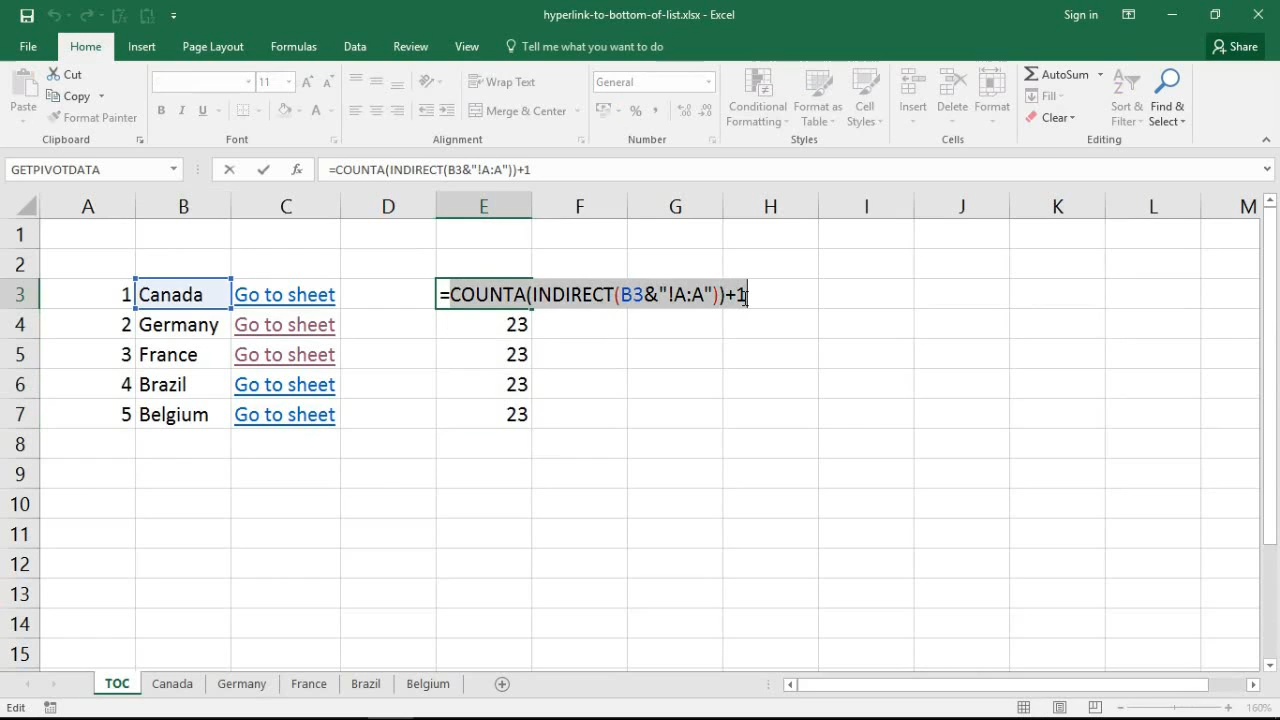 hyperlink-to-bottom-of-list.xlsx - Excel
Sign in
File Home Insert Page Layout Formulas Data Review View Tell me what you want to do Share
Paste
Cut
Copy
Format Painter
Clipboard
11 A A
B I U A
Font
Wrap Text
Merge & Center
Alignment
General
%
Number
Conditional Formatting
Format as Table
Cell Styles
Styles
Insert
Delete
Format
Cells
AutoSum
Fill
Clear
Sort & Filter
Find & Select
Editing
GETPIVOTDATA fx =COUNTA(INDIRECT(B3&"!A:A"))+1
A B C D E F G H I J K L M
1
2
3 1 Canada Go to sheet =COUNTA(INDIRECT(B3&"!A:A"))+1
4 2 Germany Go to sheet 23
5 3 France Go to sheet 23
6 4 Brazil Go to sheet 23
7 5 Belgium Go to sheet 23
8
9
10
11
12
13
14
15
TOC Canada Germany France Brazil Belgium
Edit 160%